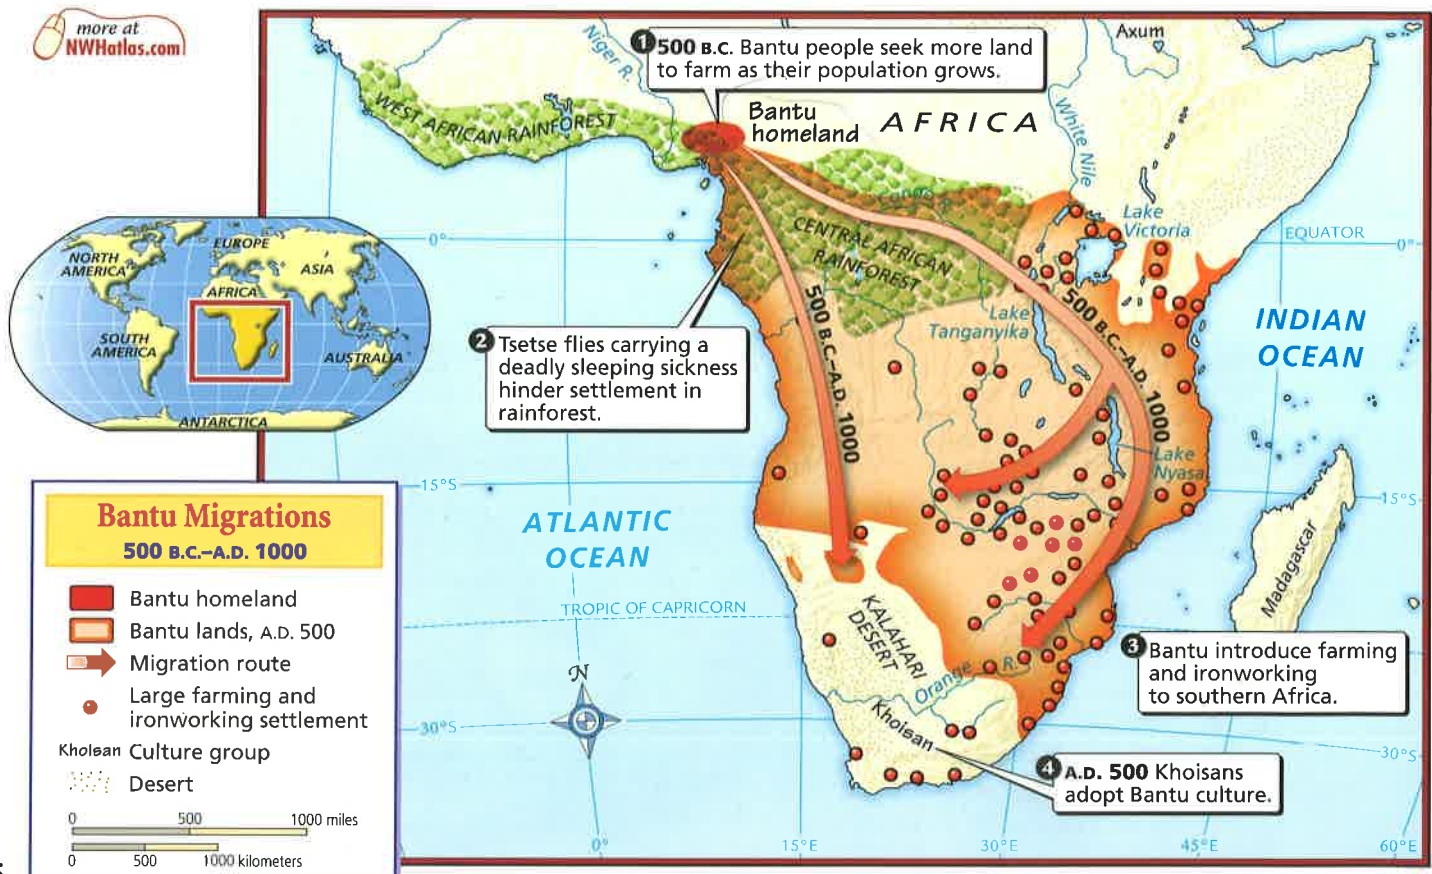 more at
NWHatlas.com
❶ 500 B.C. Bantu people seek more land
to farm as their population grows.
Niger R.
Axum
Bantu
homeland
AFRICA
WEST AFRICAN RAINFOREST
White Nile
Congo R.
Lake
Victoria
CENTRAL AFRICAN
RAINFOREST
0°
EQUATOR
0°
NORTH
AMERICA
EUROPE
ASIA
AFRICA
SOUTH
AMERICA
AUSTRALIA
ANTARCTICA
❷ Tsetse flies carrying a
deadly sleeping sickness
hinder settlement in
rainforest.
500 B.C.–A.D. 1000
500 B.C.–A.D. 1000
Lake
Tanganyika
INDIAN
OCEAN
Lake
Nyasa
15°S
15°S
ATLANTIC
OCEAN
Madagascar
TROPIC OF CAPRICORN
KALAHARI
DESERT
Orange R.
❸ Bantu introduce farming
and ironworking
to southern Africa.
N
30°S
30°S
Khoisan
❹ A.D. 500 Khoisans
adopt Bantu culture.
0°
15°E
30°E
45°E
60°E
Bantu Migrations
500 B.C.–A.D. 1000
Bantu homeland
Bantu lands, A.D. 500
Migration route
Large farming and
ironworking settlement
Khoisan Culture group
Desert
0 500 1000 miles
0 500 1000 kilometers